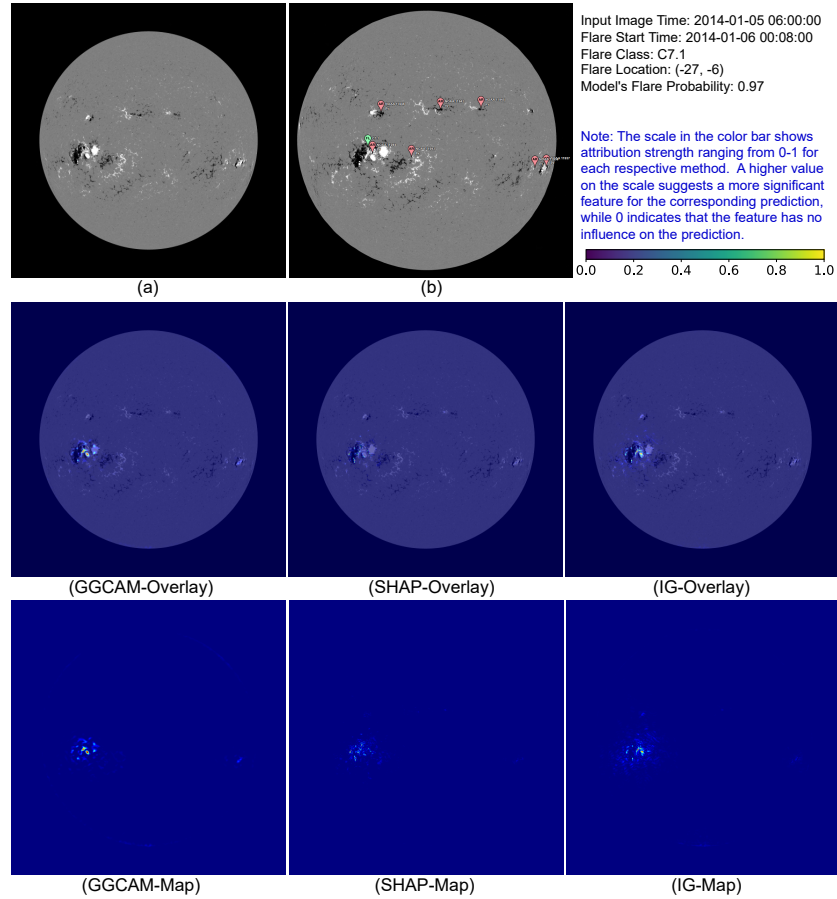 Input Image Time: 2014-01-05 06:00:00
Flare Start Time: 2014-01-06 00:08:00
Flare Class: C7.1
Flare Location: (-27, -6)
Model's Flare Probability: 0.97
Note: The scale in the color bar shows
attribution strength ranging from 0-1 for
each respective method. A higher value
on the scale suggests a more significant
feature for the corresponding prediction,
while 0 indicates that the feature has no
influence on the prediction.
0.0 0.2 0.4 0.6 0.8 1.0
(a) (b)
(GGCAM-Overlay) (SHAP-Overlay) (IG-Overlay)
(GGCAM-Map) (SHAP-Map) (IG-Map)